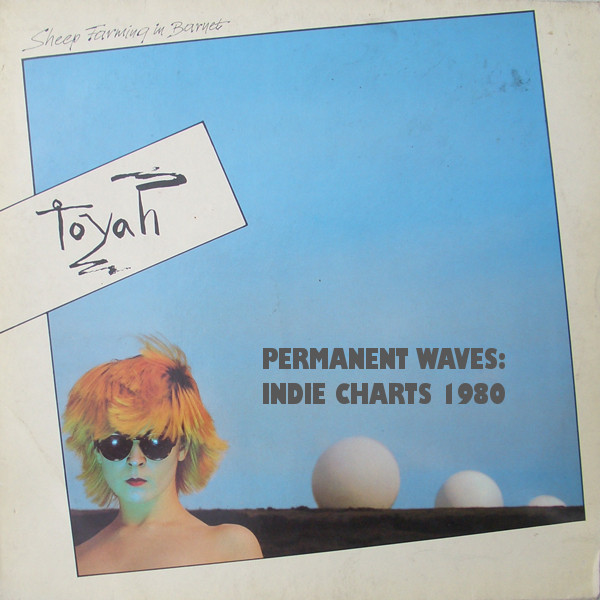 Sheep Farming in Barnet
toyah
PERMANENT WAVES:
INDIE CHARTS 1980